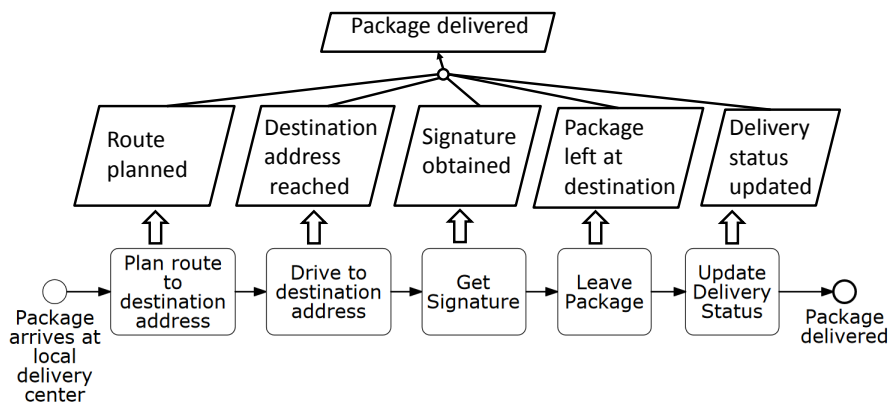 Package delivered
Route
planned
Destination
address
reached
Signature
obtained
Package
left at
destination
Delivery
status
updated
Plan route
to
destination
address
Drive to
destination
address
Get
Signature
Leave
Package
Update
Delivery
Status
Package
arrives at
local
delivery
center
Package
delivered